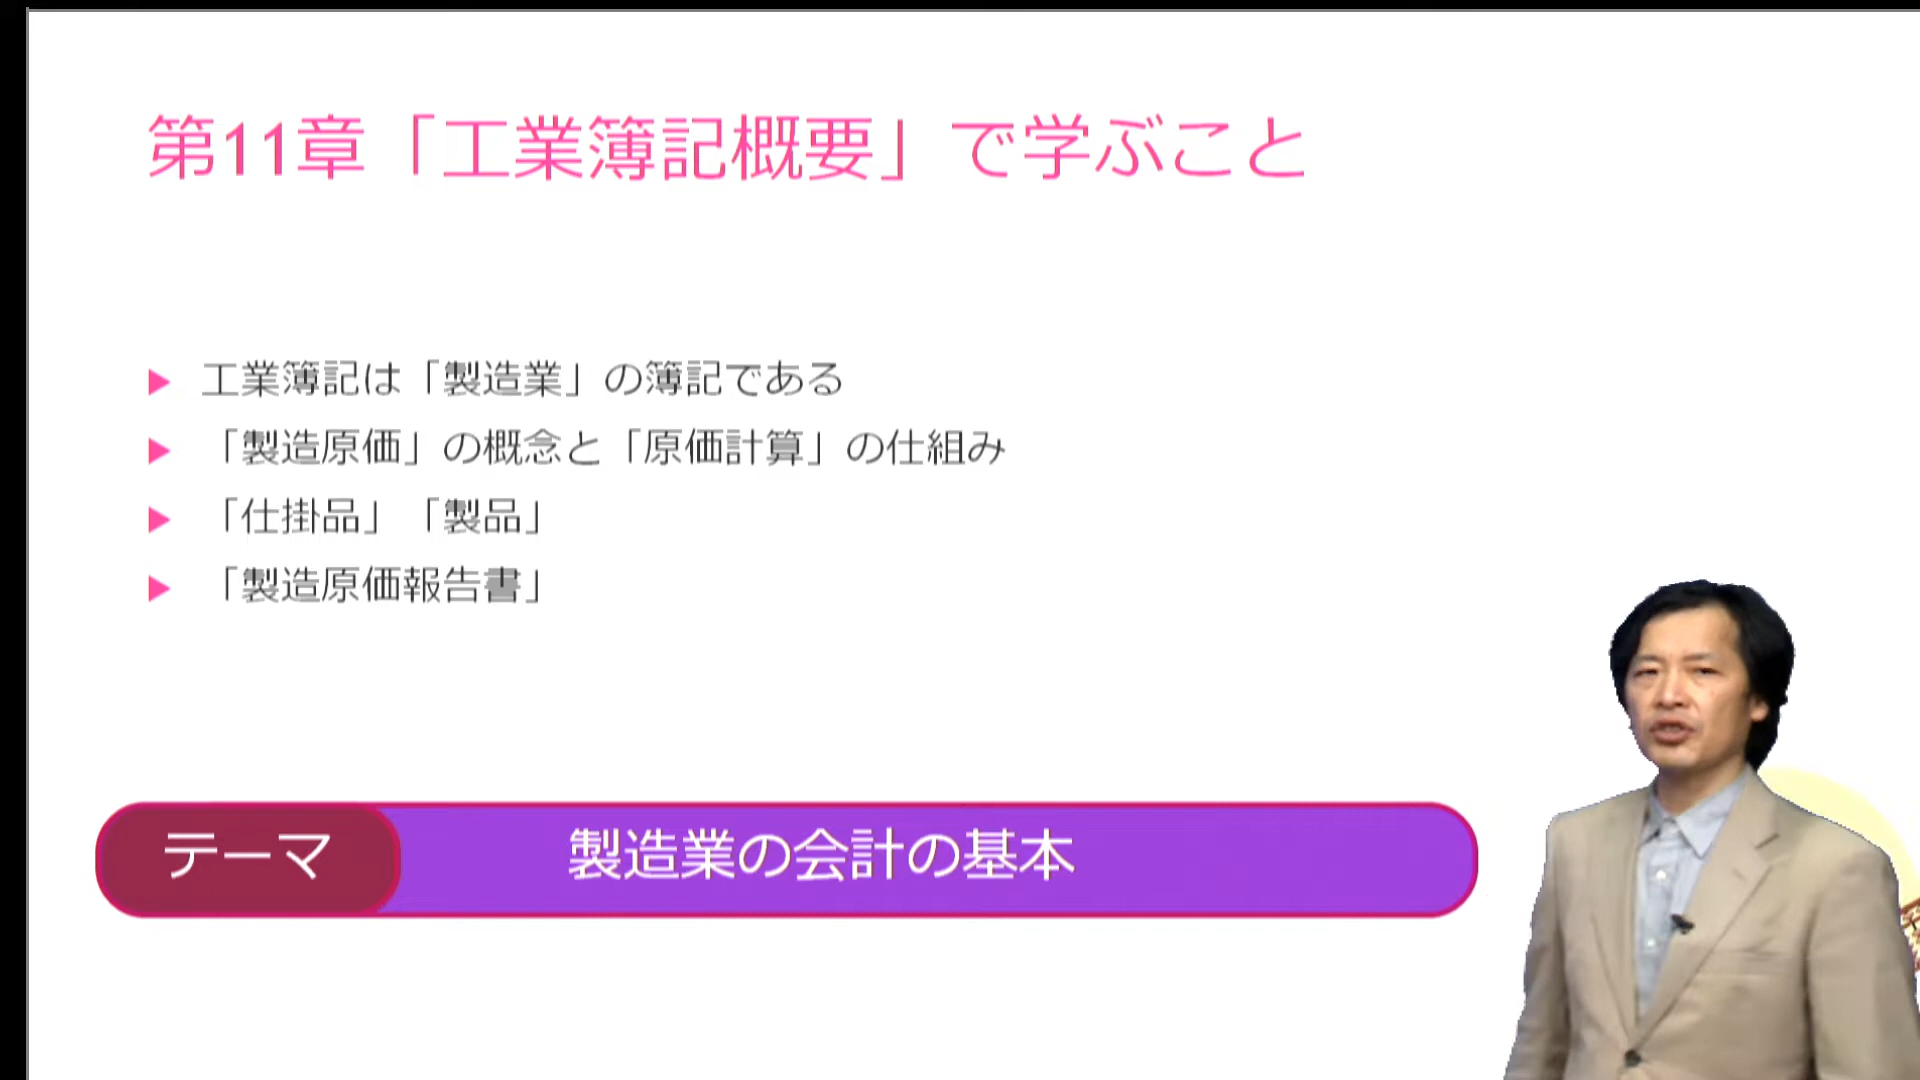 第11章「工業簿記概要」で学ぶこと
工業簿記は「製造業」の簿記である
「製造原価」の概念と「原価計算」の仕組み
「仕掛品」「製品」
「製造原価報告書」
テーマ 製造業の会計の基本